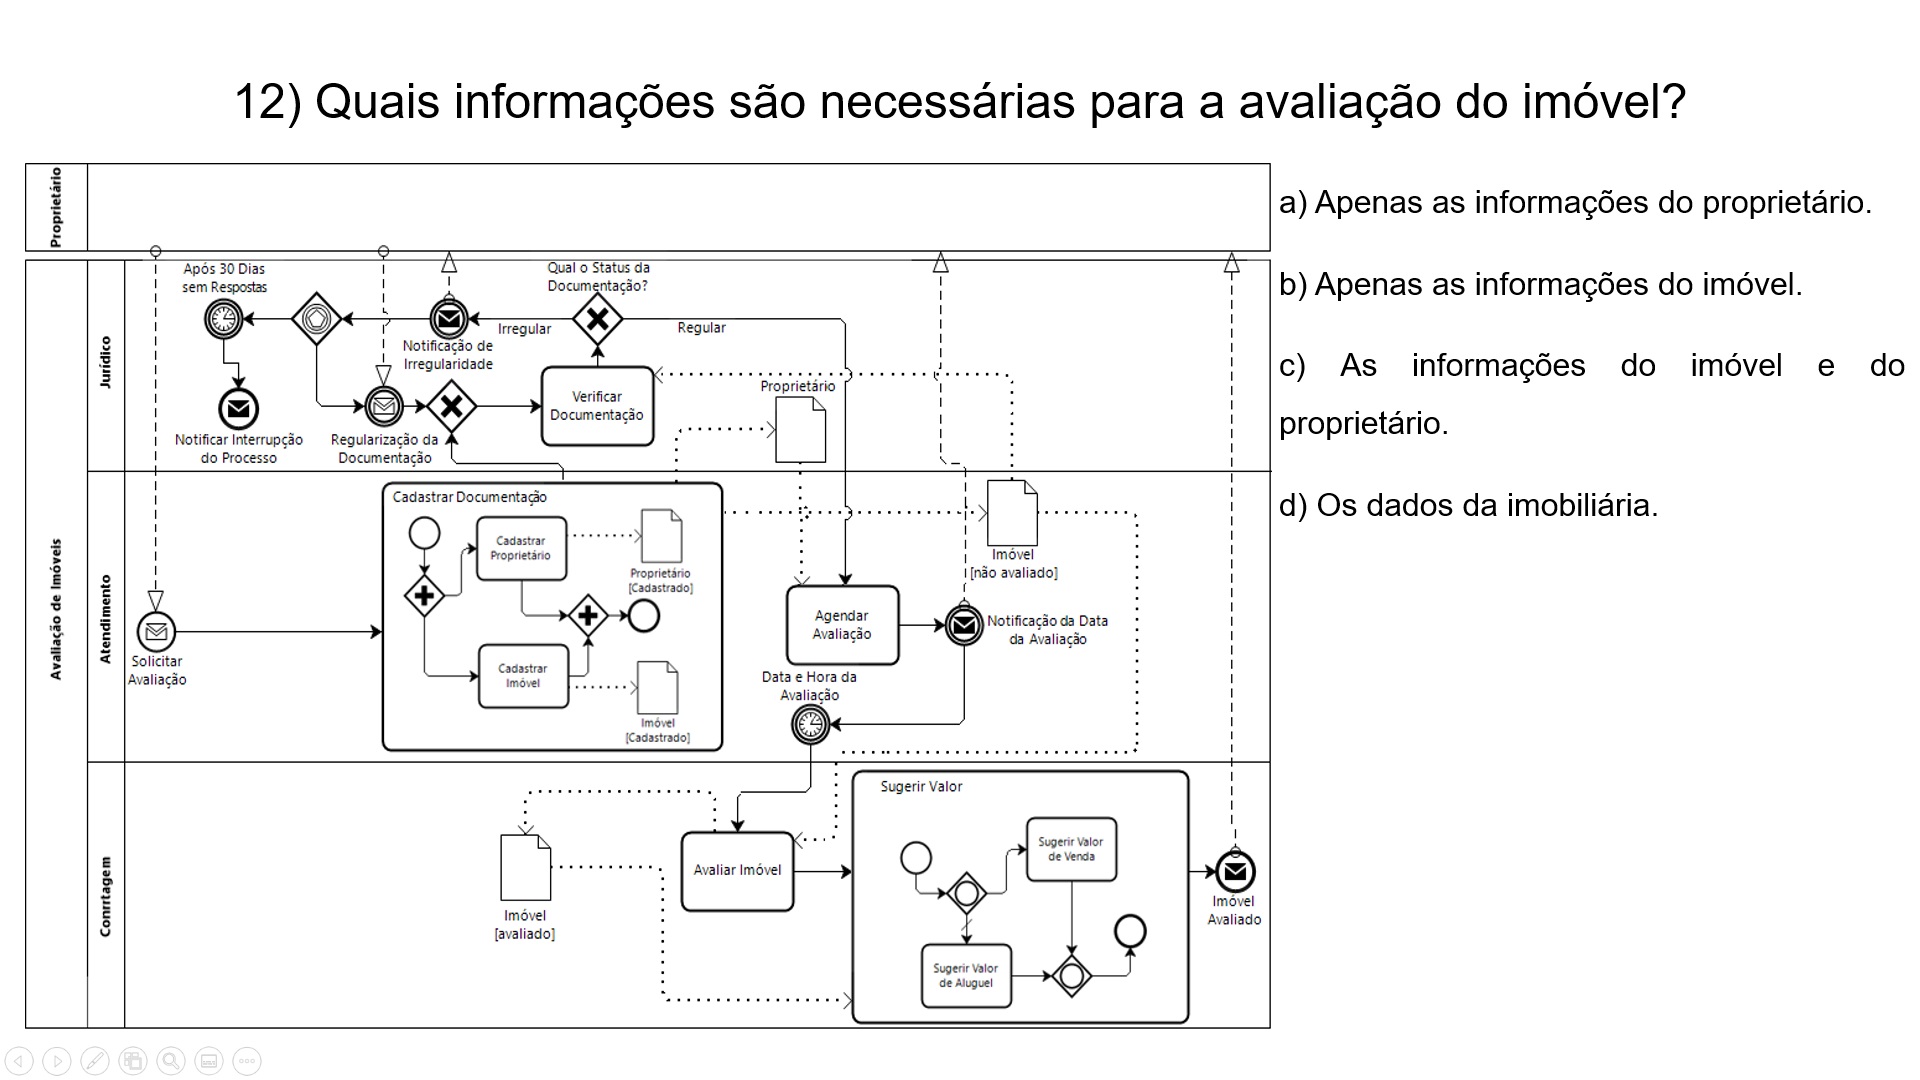 12) Quais informações são necessárias para a avaliação do imóvel?
a) Apenas as informações do proprietário.
b) Apenas as informações do imóvel.
c) As informações do imóvel e do
proprietário.
d) Os dados da imobiliária.
Proprietário
Avaliação de Imóveis
Jurídico
Após 30 Dias
sem Respostas
Qual o Status da
Documentação?
Irregular
Regular
Notificação de
Irregularidade
Verificar
Documentação
Proprietário
Notificar Interrupção
do Processo
Regularização da
Documentação
Atendimento
Solicitar
Avaliação
Cadastrar Documentação
Cadastrar
Proprietário
Proprietário
[Cadastrado]
Cadastrar
Imóvel
Imóvel
[Cadastrado]
Imóvel
[não avaliado]
Agendar
Avaliação
Notificação da Data
da Avaliação
Data e Hora da
Avaliação
Conrrtagem
Imóvel
[avaliado]
Avaliar Imóvel
Sugerir Valor
Sugerir Valor
de Venda
Sugerir Valor
de Aluguel
Imóvel
Avaliado